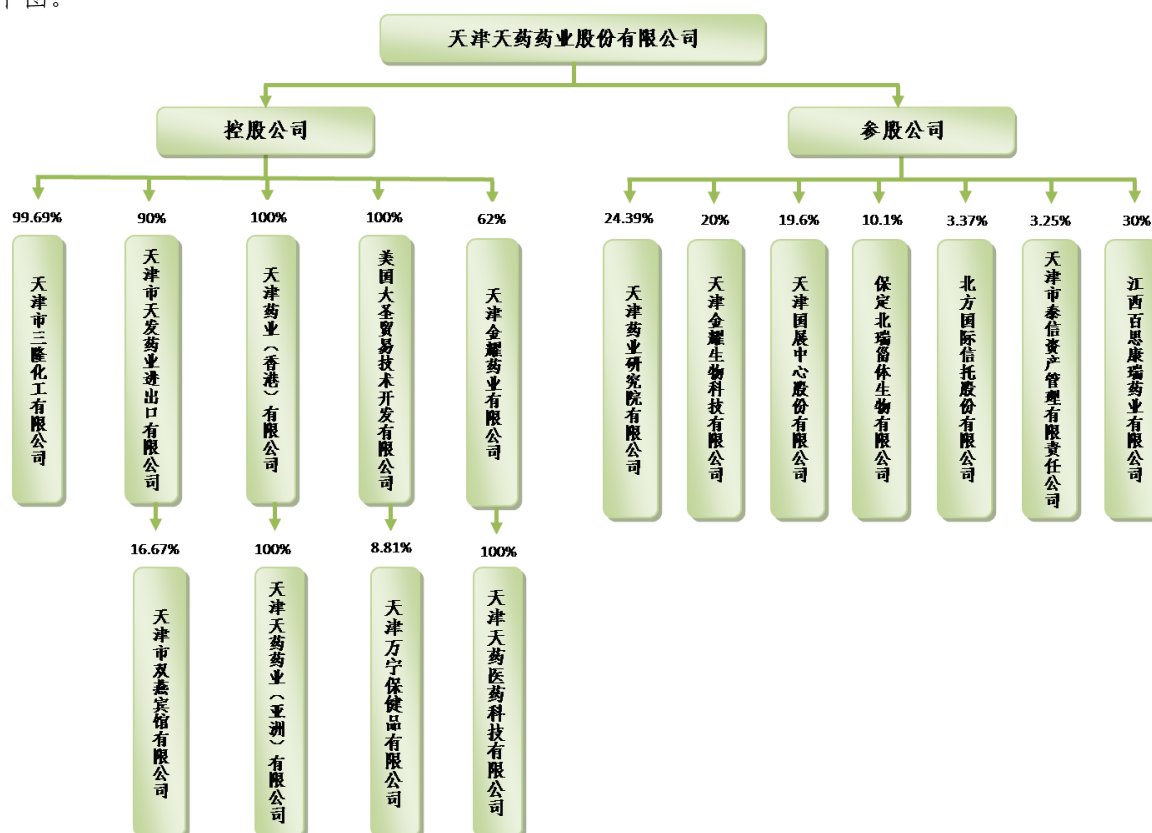 下图。
天津天药药业股份有限公司
控股公司
参股公司
99.69%
90%
100%
100%
62%
24.39%
20%
19.6%
10.1%
3.37%
3.25%
30%
天津市三隆化工有限公司
天津市天发药业进出口有限公司
天津药业（香港）有限公司
美国大圣贸易技术开发有限公司
天津金耀药业有限公司
天津药业研究院有限公司
天津金耀生物科技有限公司
天津国展中心股份有限公司
保定北瑞甾体生物有限公司
北方国际信托股份有限公司
天津市泰信资产管理有限责任公司
江西百思康瑞药业有限公司
16.67%
100%
8.81%
100%
天津市双燕宾馆有限公司
天津天药药业（亚洲）有限公司
天津万宁保健品有限公司
天津天药医药科技有限公司